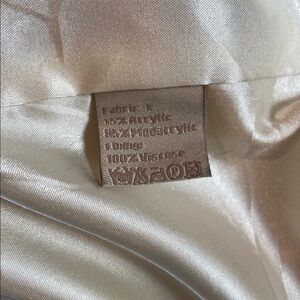 Fabric:
15% Acrylic
85% Modacrylic
Lining:
100% Viscose